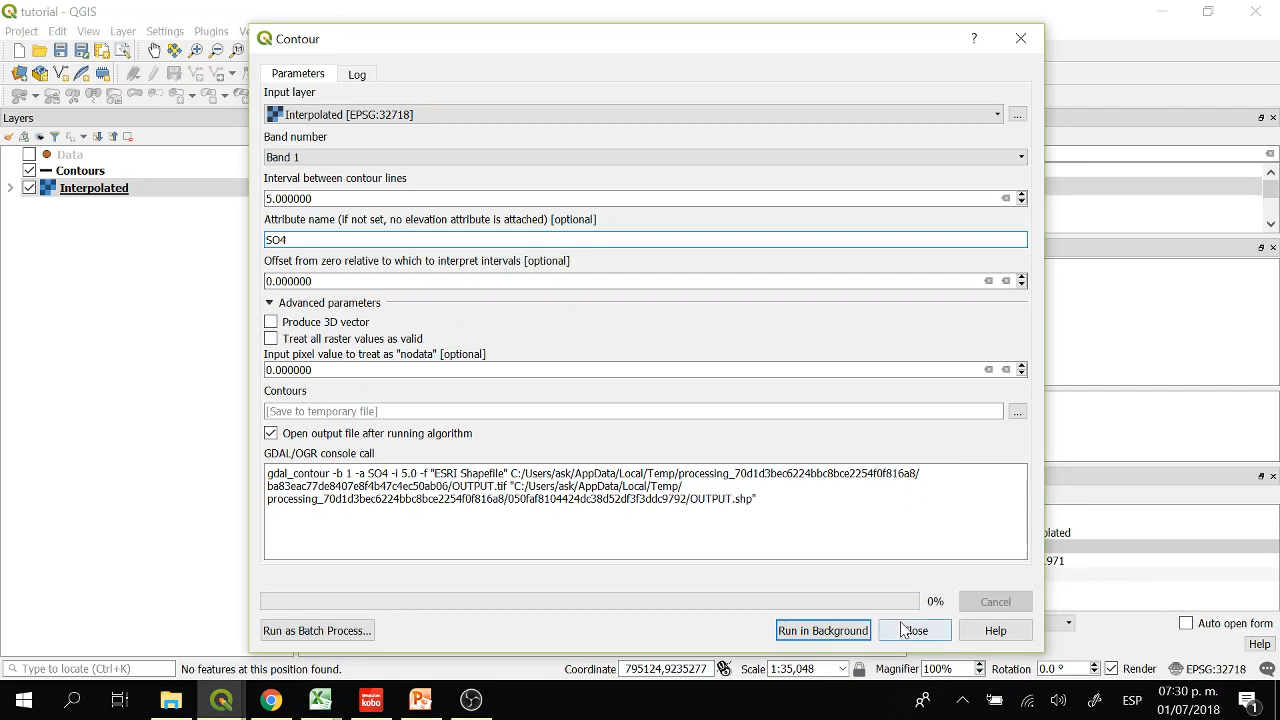 tutorial - QGIS
Project Edit View Layer Settings Plugins
Contour
Parameters Log
Input layer
Interpolated [EPSG:32718]
Band number
Band 1
Interval between contour lines
5.000000
Attribute name (if not set, no elevation attribute is attached) [optional]
SO4
Offset from zero relative to which to interpret intervals [optional]
0.000000
Advanced parameters
Produce 3D vector
Treat all raster values as valid
Input pixel value to treat as "nodata" [optional]
0.000000
Contours
[Save to temporary file]
Open output file after running algorithm
GDAL/OGR console call
gdal_contour -b 1 -a SO4 -i 5.0 -f "ESRI Shapefile" C:/Users/ask/AppData/Local/Temp/processing_70d1d3bec6224bbc8bce2254f0f816a8/
ba83eac77de8407e8f4b47c4ec50ab06/OUTPUT.tif "C:/Users/ask/AppData/Local/Temp/
processing_70d1d3bec6224bbc8bce2254f0f816a8/050faf8104424dc38d52df3f3ddc9792/OUTPUT.shp"
0% Cancel
Run as Batch Process... Run in Background Close Help
Layers
Data
Contours
Interpolated
olated
971
Auto open form
Help
Type to locate (Ctrl+K) No features at this position found. Coordinate 795124,9235277 Scale 1:35,048 Magnifier 100% Rotation 0.0 ° Render EPSG:32718
Rakuten kobo
ESP 07:30 p. m.
01/07/2018
1